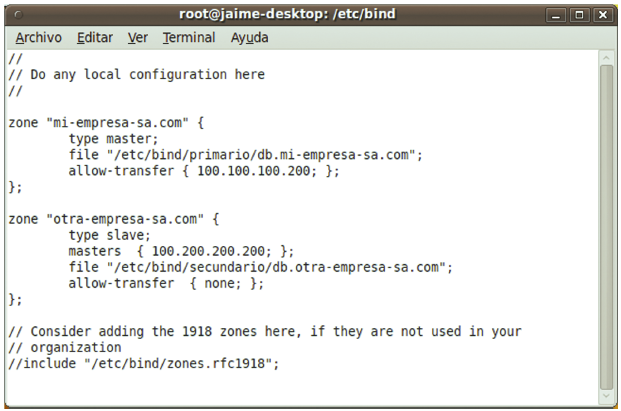 root@jaime-desktop: /etc/bind
Archivo Editar Ver Terminal Ayuda
//
// Do any local configuration here
//
zone "mi-empresa-sa.com" {
        type master;
        file "/etc/bind/primario/db.mi-empresa-sa.com";
        allow-transfer { 100.100.100.200; };
};
zone "otra-empresa-sa.com" {
        type slave;
        masters  { 100.200.200.200; };
        file "/etc/bind/secundario/db.otra-empresa-sa.com";
        allow-transfer  { none; };
};
// Consider adding the 1918 zones here, if they are not used in your
// organization
//include "/etc/bind/zones.rfc1918";